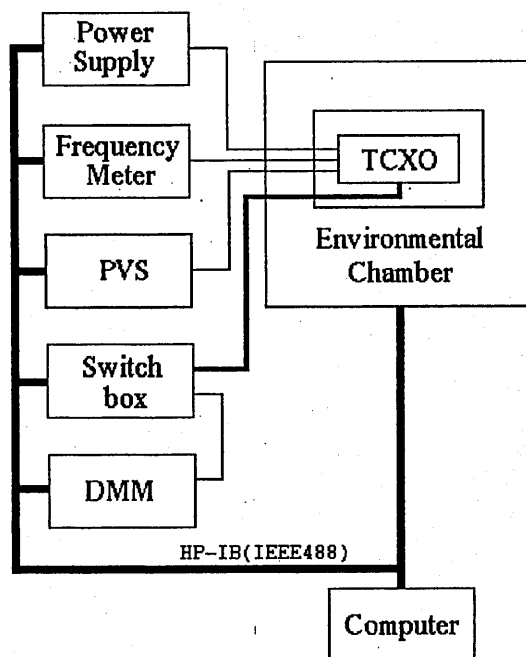 Power
Supply
Frequency
Meter
TCXO
PVS
Environmental
Chamber
Switch
box
DMM
HP-IB(IEEE488)
Computer